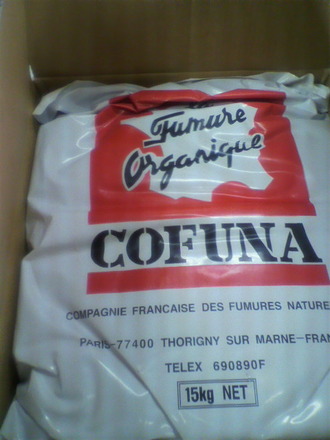 Fumure
Organique
COFUNA
COMPAGNIE FRANCAISE DES FUMURES NATURE
PARIS-77400 THORIGNY SUR MARNE-FRAN
TELEX 690890F
15kg NET